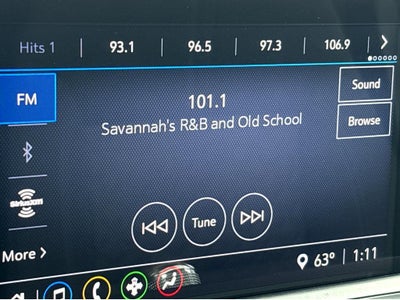 Hits 1 93.1 96.5 97.3 106.9 >
FM
101.1
Sound
Savannah's R&B and Old School
Browse
SiriusXM
Tune
More >
63° 1:11